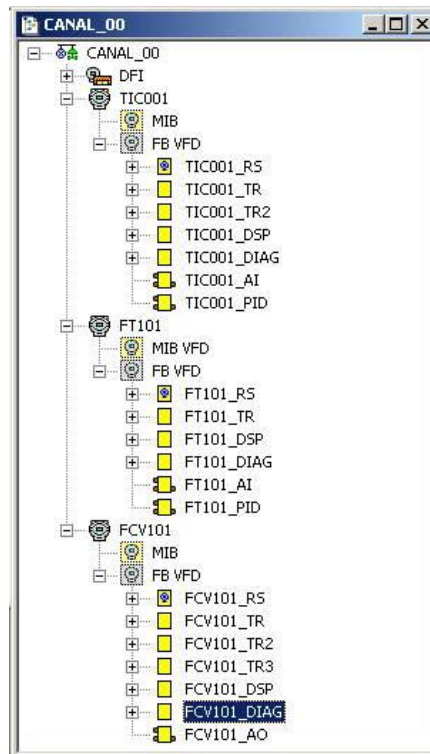 CANAL_00
CANAL_00
DFI
TIC001
MIB
FB VFD
TIC001_RS
TIC001_TR
TIC001_TR2
TIC001_DSP
TIC001_DIAG
TIC001_AI
TIC001_PID
FT101
MIB VFD
FB VFD
FT101_RS
FT101_TR
FT101_DSP
FT101_DIAG
FT101_AI
FT101_PID
FCV101
MIB
FB VFD
FCV101_RS
FCV101_TR
FCV101_TR2
FCV101_TR3
FCV101_DSP
FCV101_DIAG
FCV101_AO